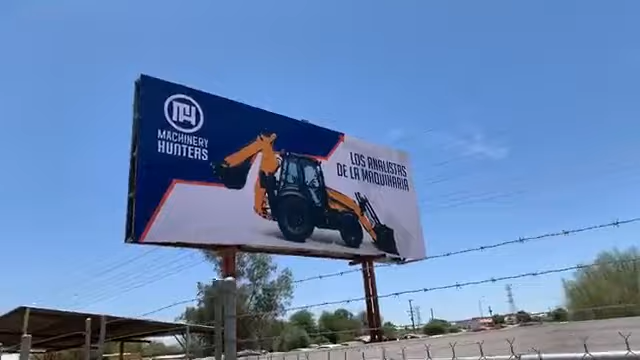 MH
MACHINERY
HUNTERS
LOS ANALISTAS
DE LA MAQUINARIA